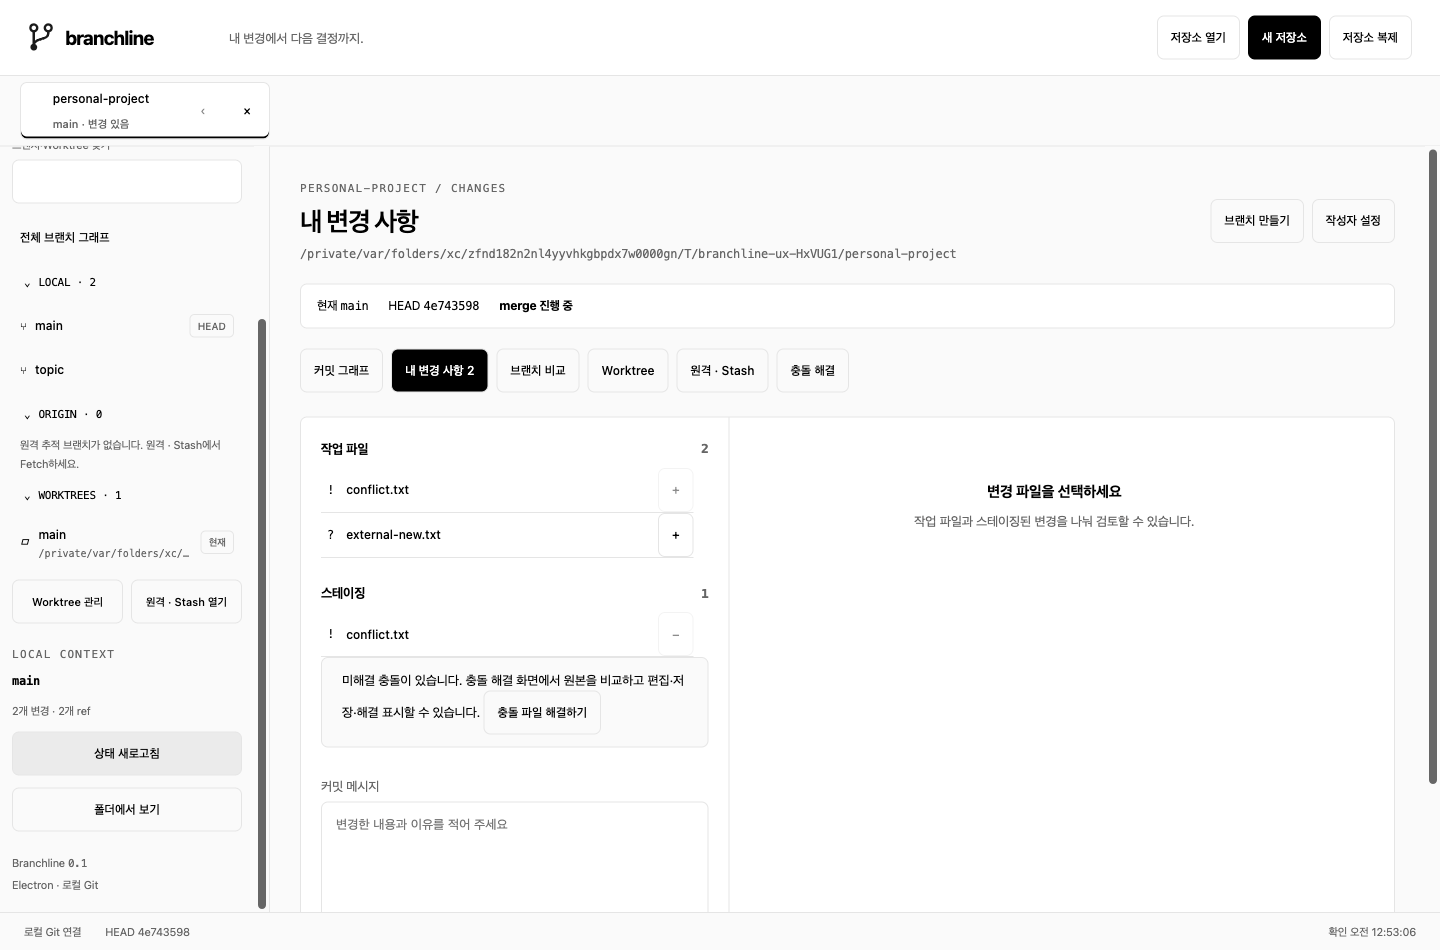 branchline
내 변경에서 다음 결정까지.
저장소 열기
새 저장소
저장소 복제
personal-project
main · 변경 있음
전체 브랜치 그래프
LOCAL · 2
main
HEAD
topic
ORIGIN · 0
원격 추적 브랜치가 없습니다. 원격 · Stash에서
Fetch하세요.
WORKTREES · 1
main
/private/var/folders/xc/…
현재
Worktree 관리
원격 · Stash 열기
LOCAL CONTEXT
main
2개 변경 · 2개 ref
상태 새로고침
폴더에서 보기
Branchline 0.1
Electron · 로컬 Git
PERSONAL-PROJECT / CHANGES
내 변경 사항
/private/var/folders/xc/zfnd182n2nl4yyvhkgbpdx7w0000gn/T/branchline-ux-HxVUG1/personal-project
브랜치 만들기
작성자 설정
현재 main
HEAD 4e743598
merge 진행 중
커밋 그래프
내 변경 사항 2
브랜치 비교
Worktree
원격 · Stash
충돌 해결
작업 파일
2
! conflict.txt
+
? external-new.txt
+
스테이징
1
! conflict.txt
−
미해결 충돌이 있습니다. 충돌 해결 화면에서 원본을 비교하고 편집·저
장·해결 표시할 수 있습니다.
충돌 파일 해결하기
커밋 메시지
변경한 내용과 이유를 적어 주세요
변경 파일을 선택하세요
작업 파일과 스테이징된 변경을 나눠 검토할 수 있습니다.
로컬 Git 연결
HEAD 4e743598
확인 오전 12:53:06